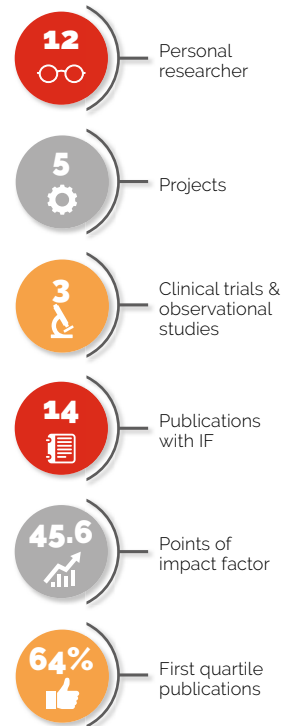 12
Personal
researcher
5
Projects
3
Clinical trials &
observational
studies
14
Publications
with IF
45.6
Points of
impact factor
64%
First quartile
publications